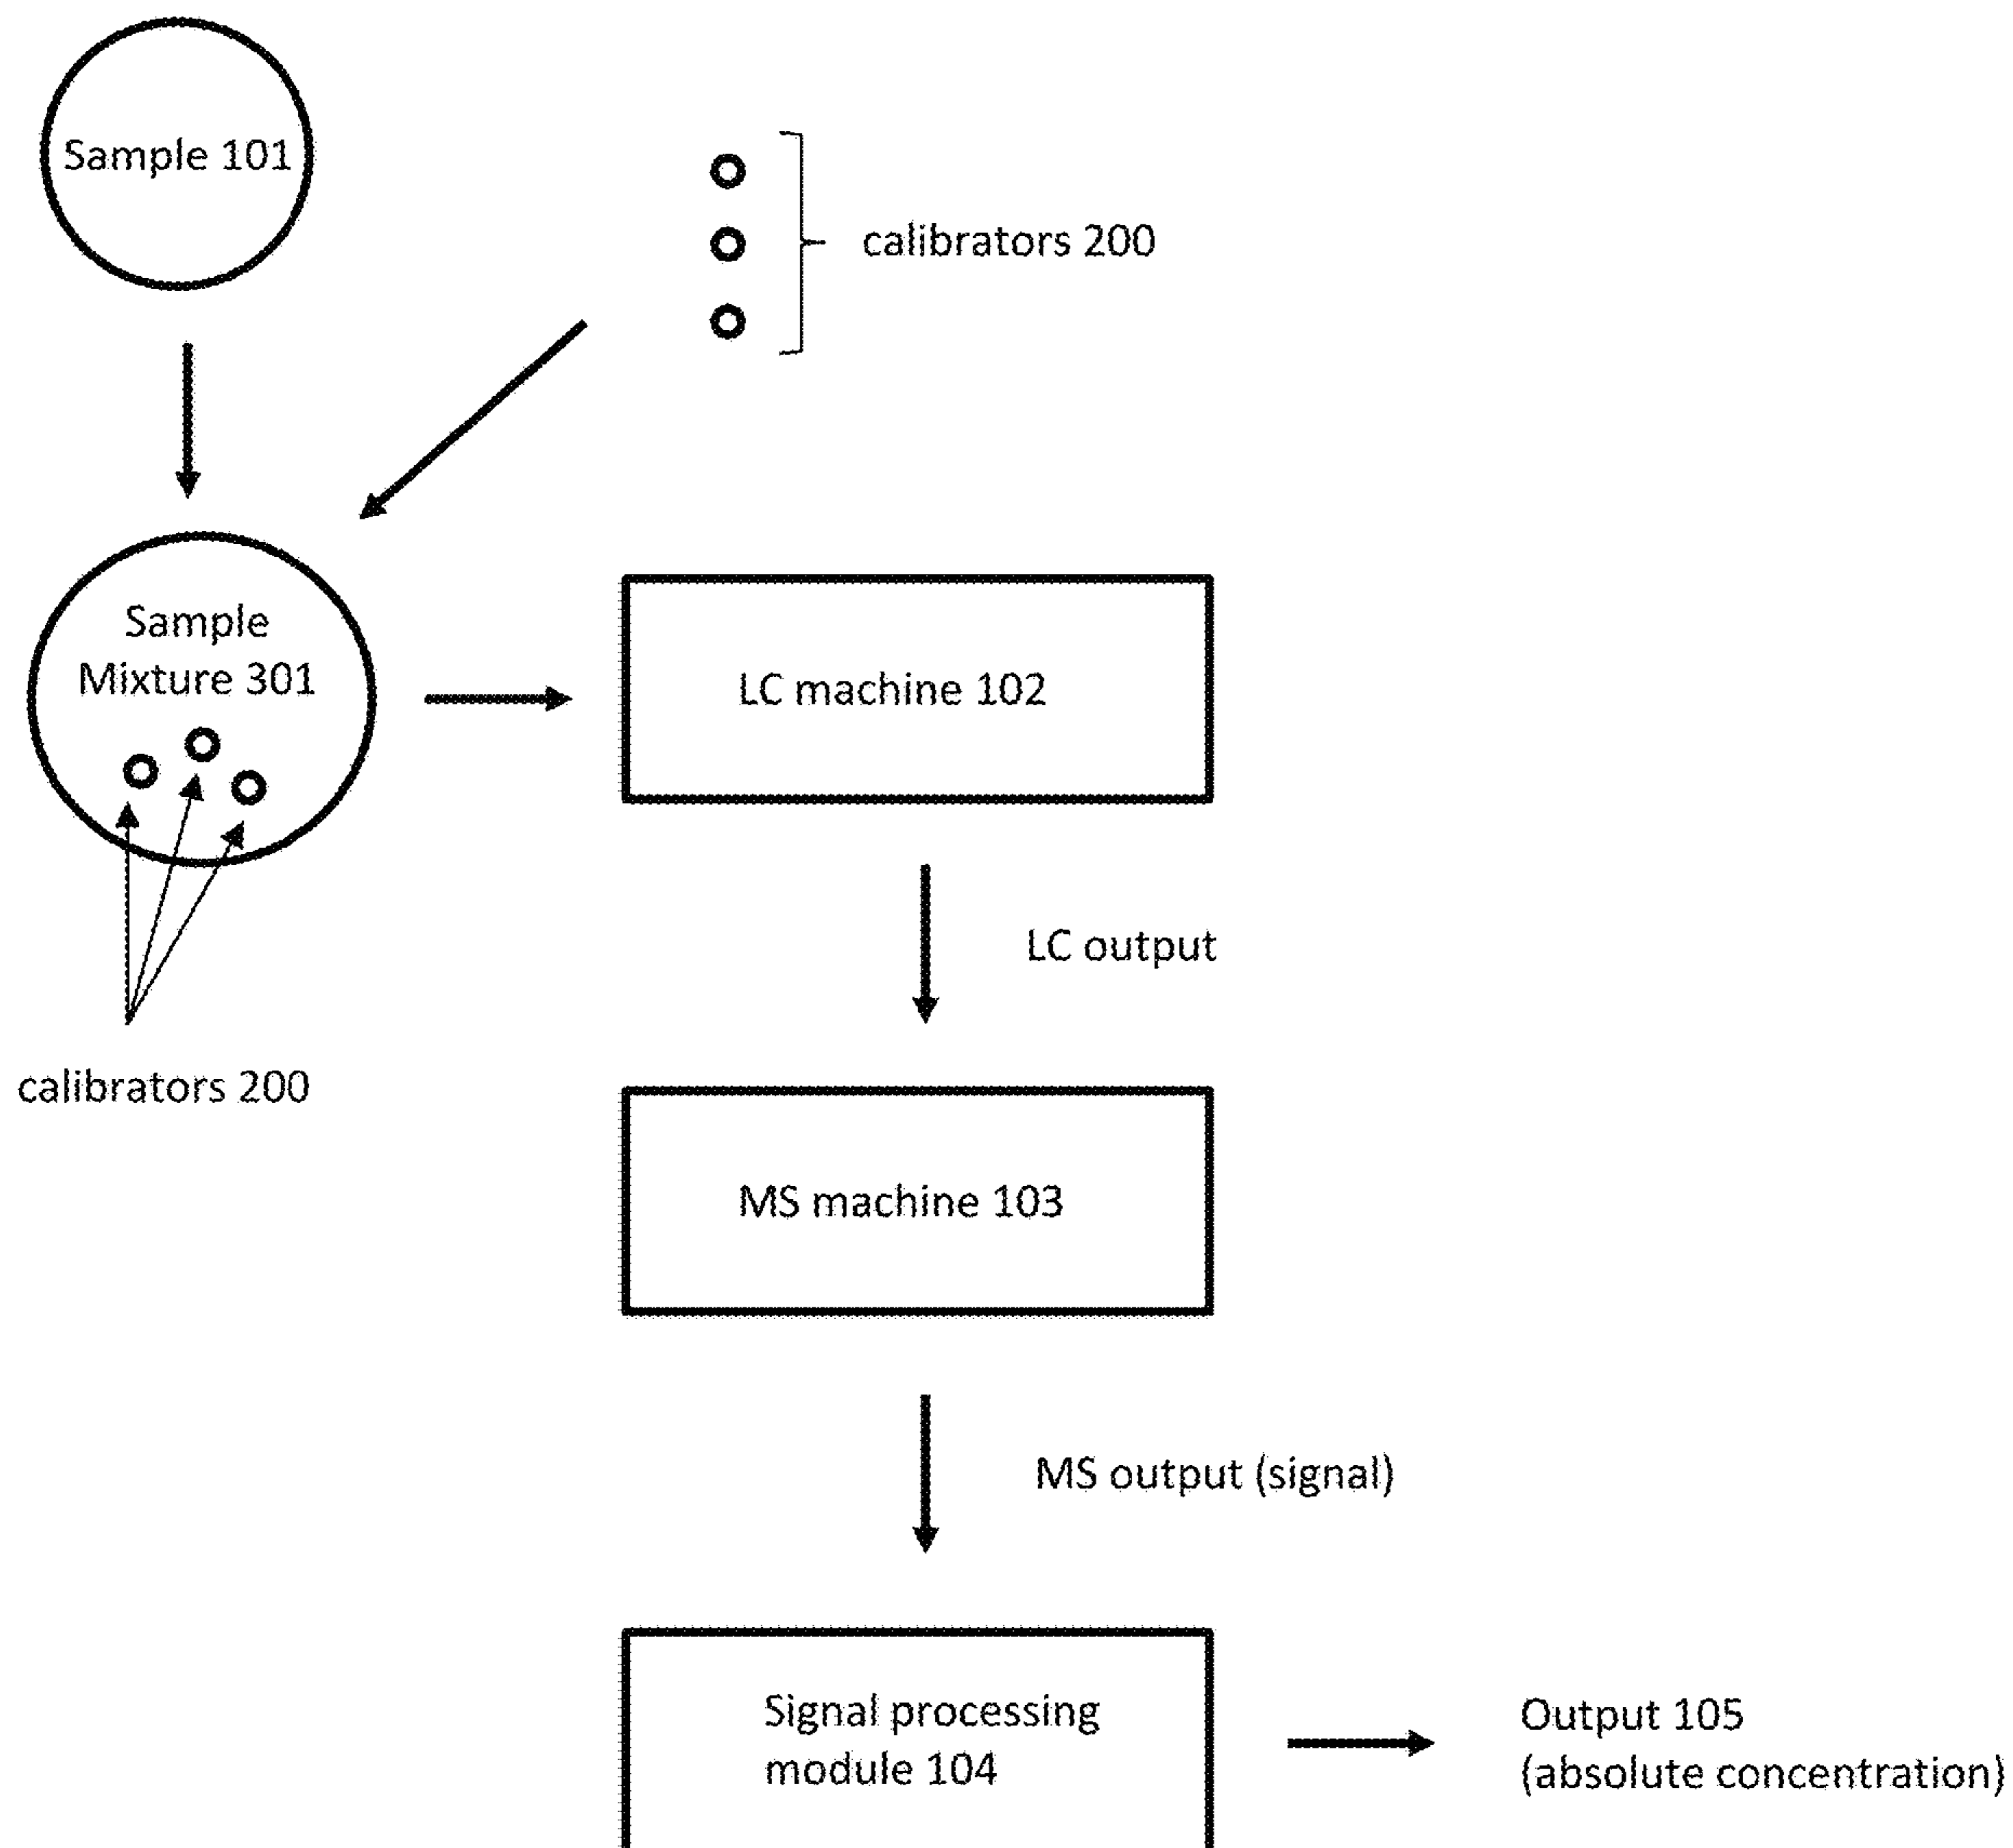 Sample 101
calibrators 200
Sample
Mixture 301
LC machine 102
LC output
calibrators 200
MS machine 103
MS output (signal)
Signal processing
module 104
Output 105
(absolute concentration)